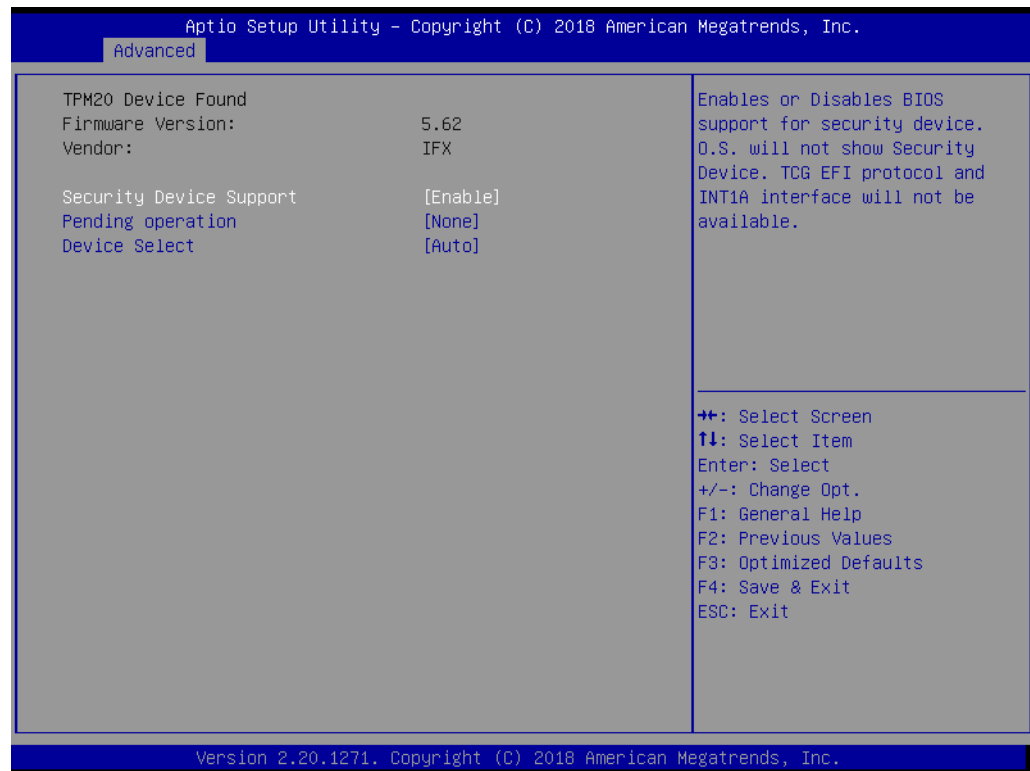 Aptio Setup Utility – Copyright (C) 2018 American Megatrends, Inc.
Advanced
TPM20 Device Found
Firmware Version: 5.62
Vendor: IFX
Security Device Support [Enable]
Pending operation [None]
Device Select [Auto]
Enables or Disables BIOS
support for security device.
O.S. will not show Security
Device. TCG EFI protocol and
INT1A interface will not be
available.
→←: Select Screen
↑↓: Select Item
Enter: Select
+/-: Change Opt.
F1: General Help
F2: Previous Values
F3: Optimized Defaults
F4: Save & Exit
ESC: Exit
Version 2.20.1271. Copyright (C) 2018 American Megatrends, Inc.